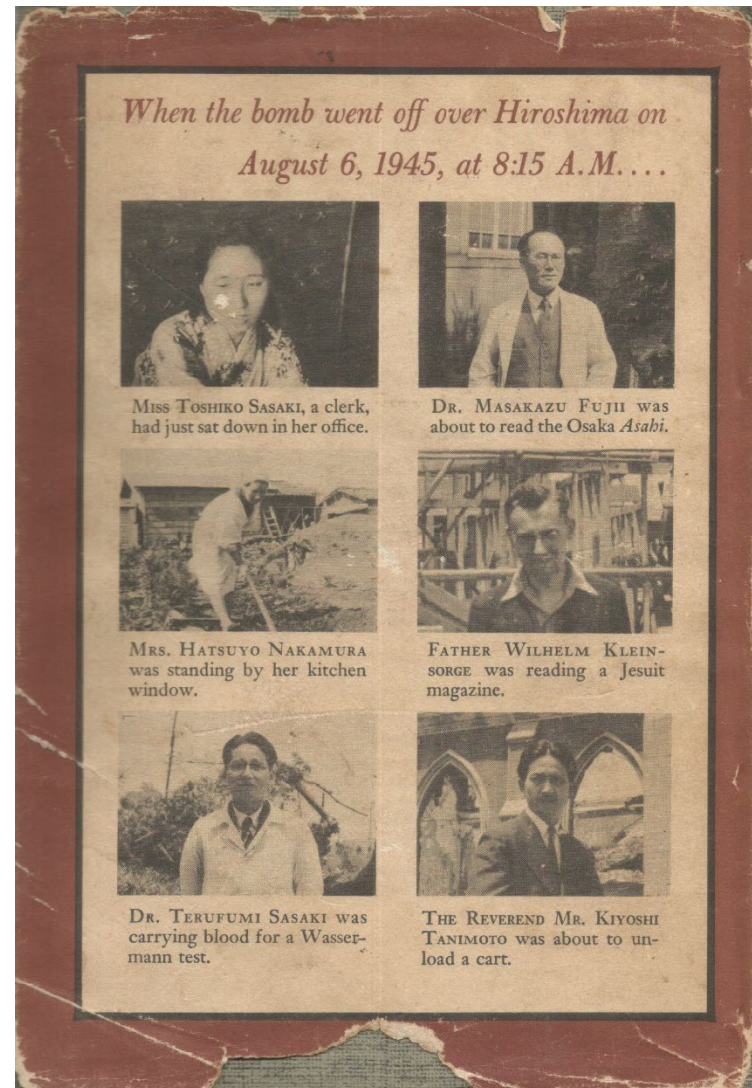 When the bomb went off over Hiroshima on
August 6, 1945, at 8:15 A.M....
MISS TOSHIKO SASAKI, a clerk,
had just sat down in her office.
DR. MASAKAZU FUJII was
about to read the Osaka Asahi.
MRS. HATSUYO NAKAMURA
was standing by her kitchen
window.
FATHER WILHELM KLEIN-
SORGE was reading a Jesuit
magazine.
DR. TERUFUMI SASAKI was
carrying blood for a Wasser-
mann test.
THE REVEREND MR. KIYOSHI
TANIMOTO was about to un-
load a cart.